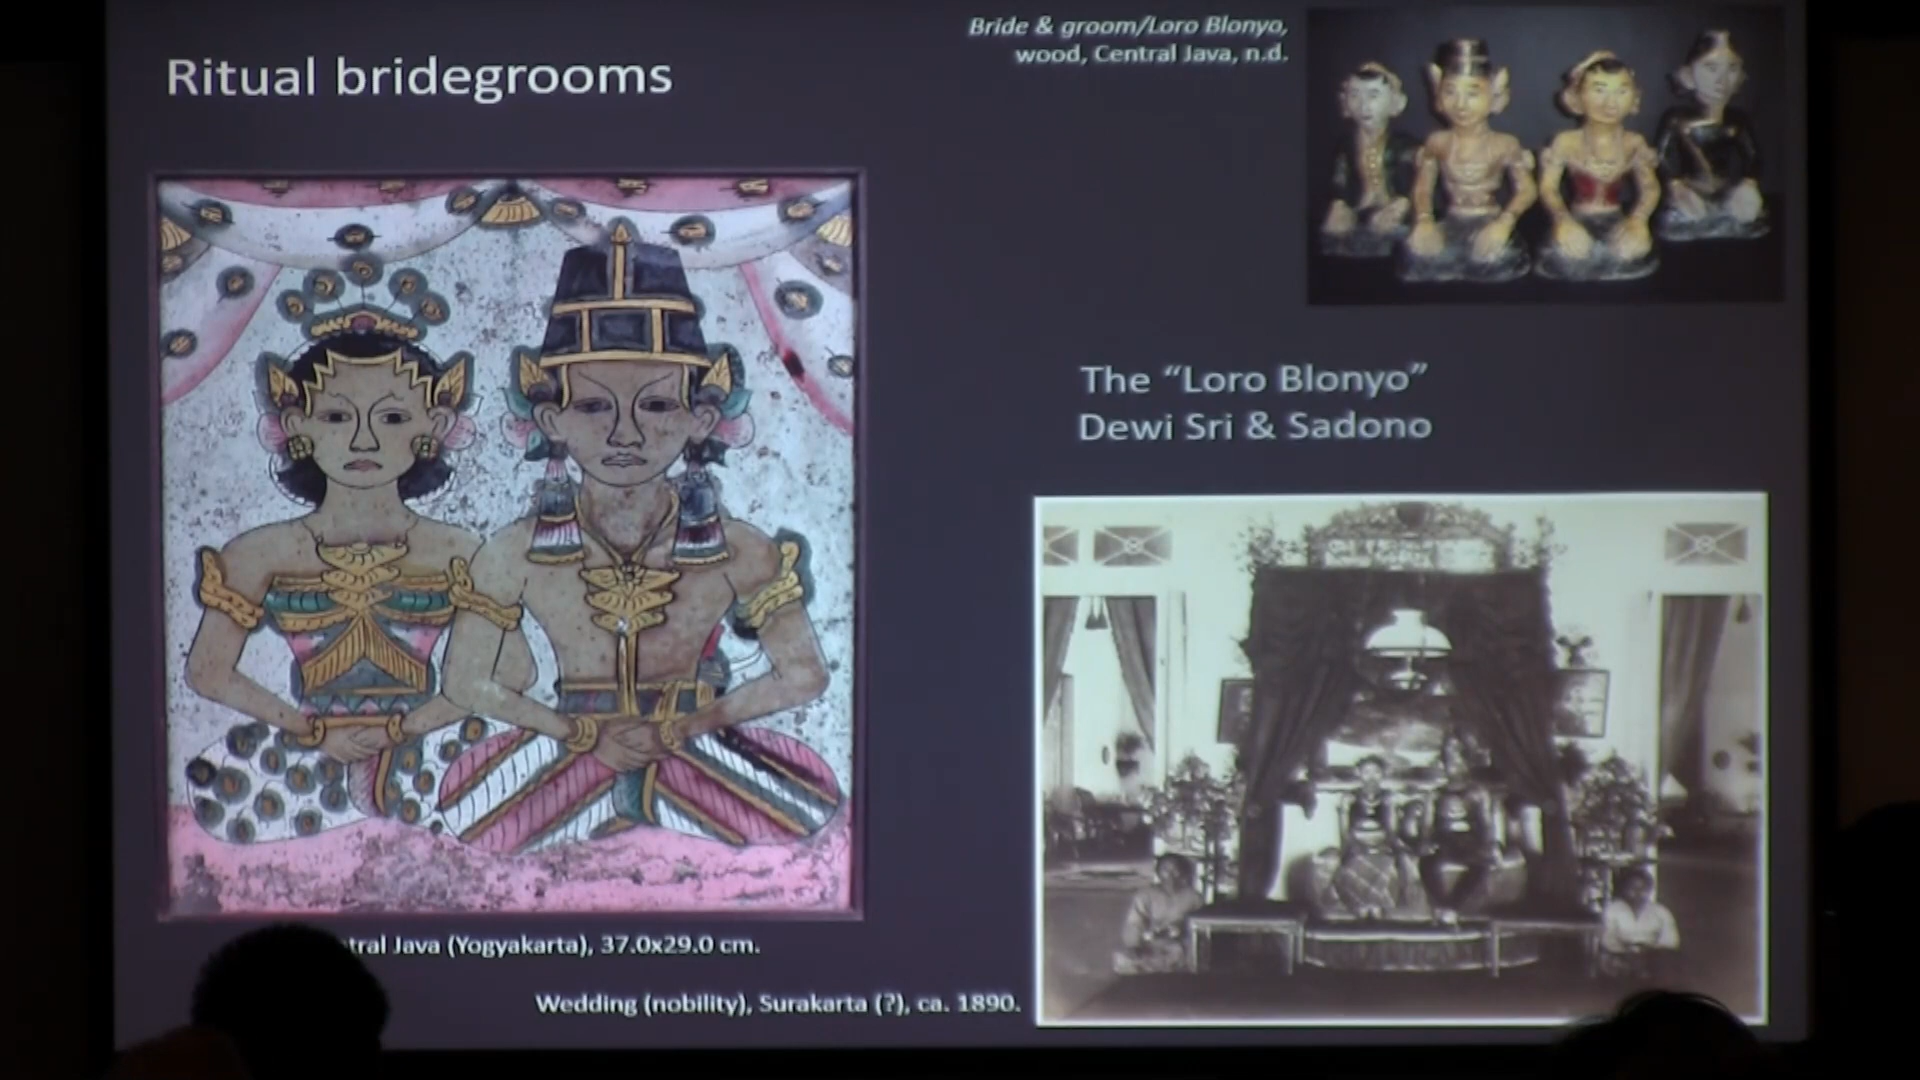 Ritual bridegrooms
Bride & groom/Loro Blonyo,
wood, Central Java, n.d.
The “Loro Blonyo”
Dewi Sri & Sadono
Java (Yogyakarta), 37.0x29.0 cm.
Wedding (nobility), Surakarta (?), ca. 1890.